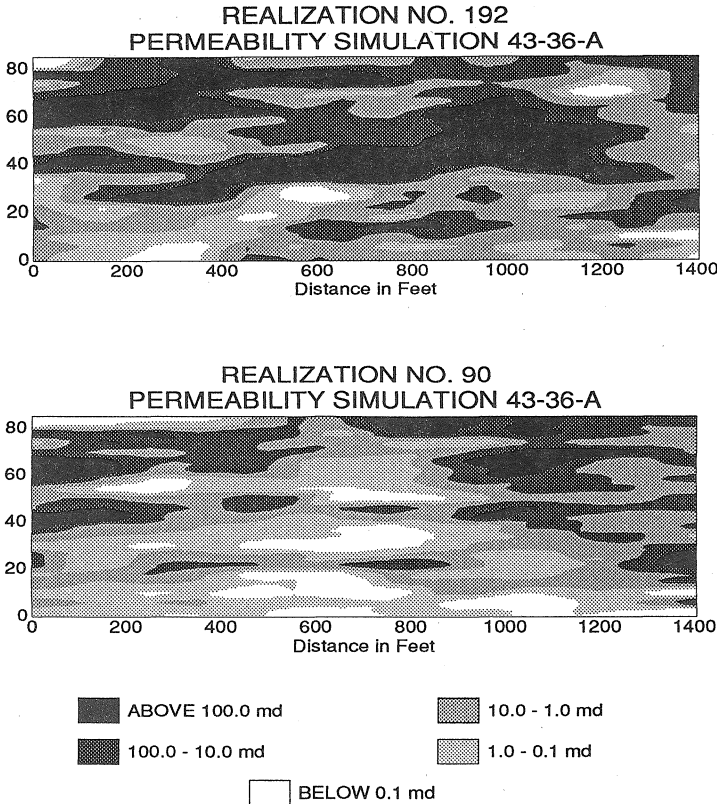 REALIZATION NO. 192
PERMEABILITY SIMULATION 43-36-A
80
60
40
20
0
0 200 400 600 800 1000 1200 1400
Distance in Feet
REALIZATION NO. 90
PERMEABILITY SIMULATION 43-36-A
80
60
40
20
0
0 200 400 600 800 1000 1200 1400
Distance in Feet
ABOVE 100.0 md
10.0 - 1.0 md
100.0 - 10.0 md
1.0 - 0.1 md
BELOW 0.1 md